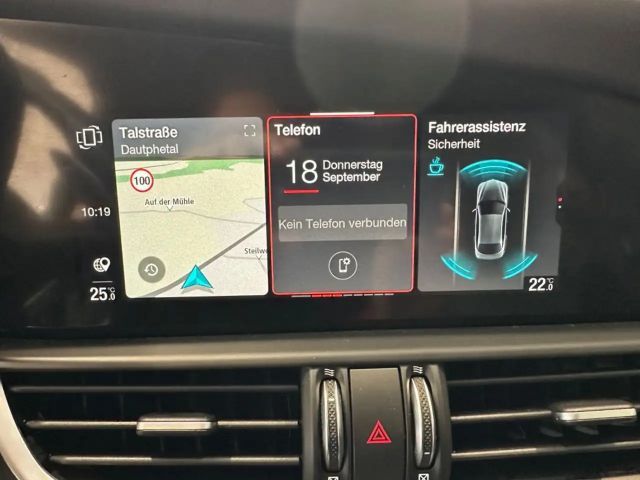 Talstraße
Dautphetal
100
Auf der Mühle
Steilw
10:19
25.0 °C
Telefon
18 Donnerstag
September
Kein Telefon verbunden
Fahrerassistenz
Sicherheit
22.0 °C